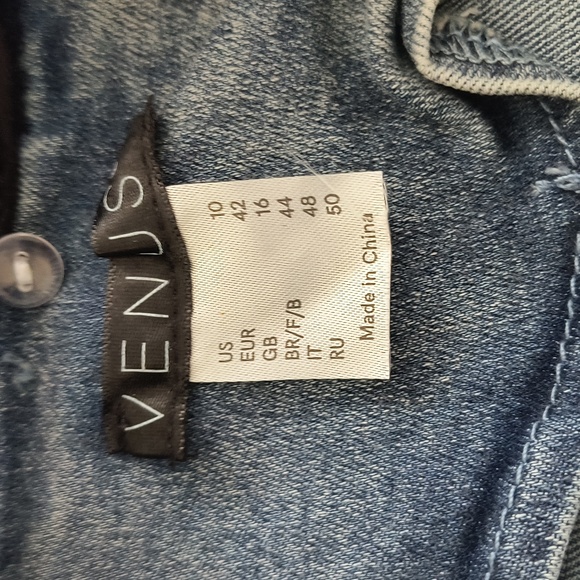 VENUS
US 10
EUR 42
GB 16
BR/F/B 44
IT 48
RU 50
Made in China